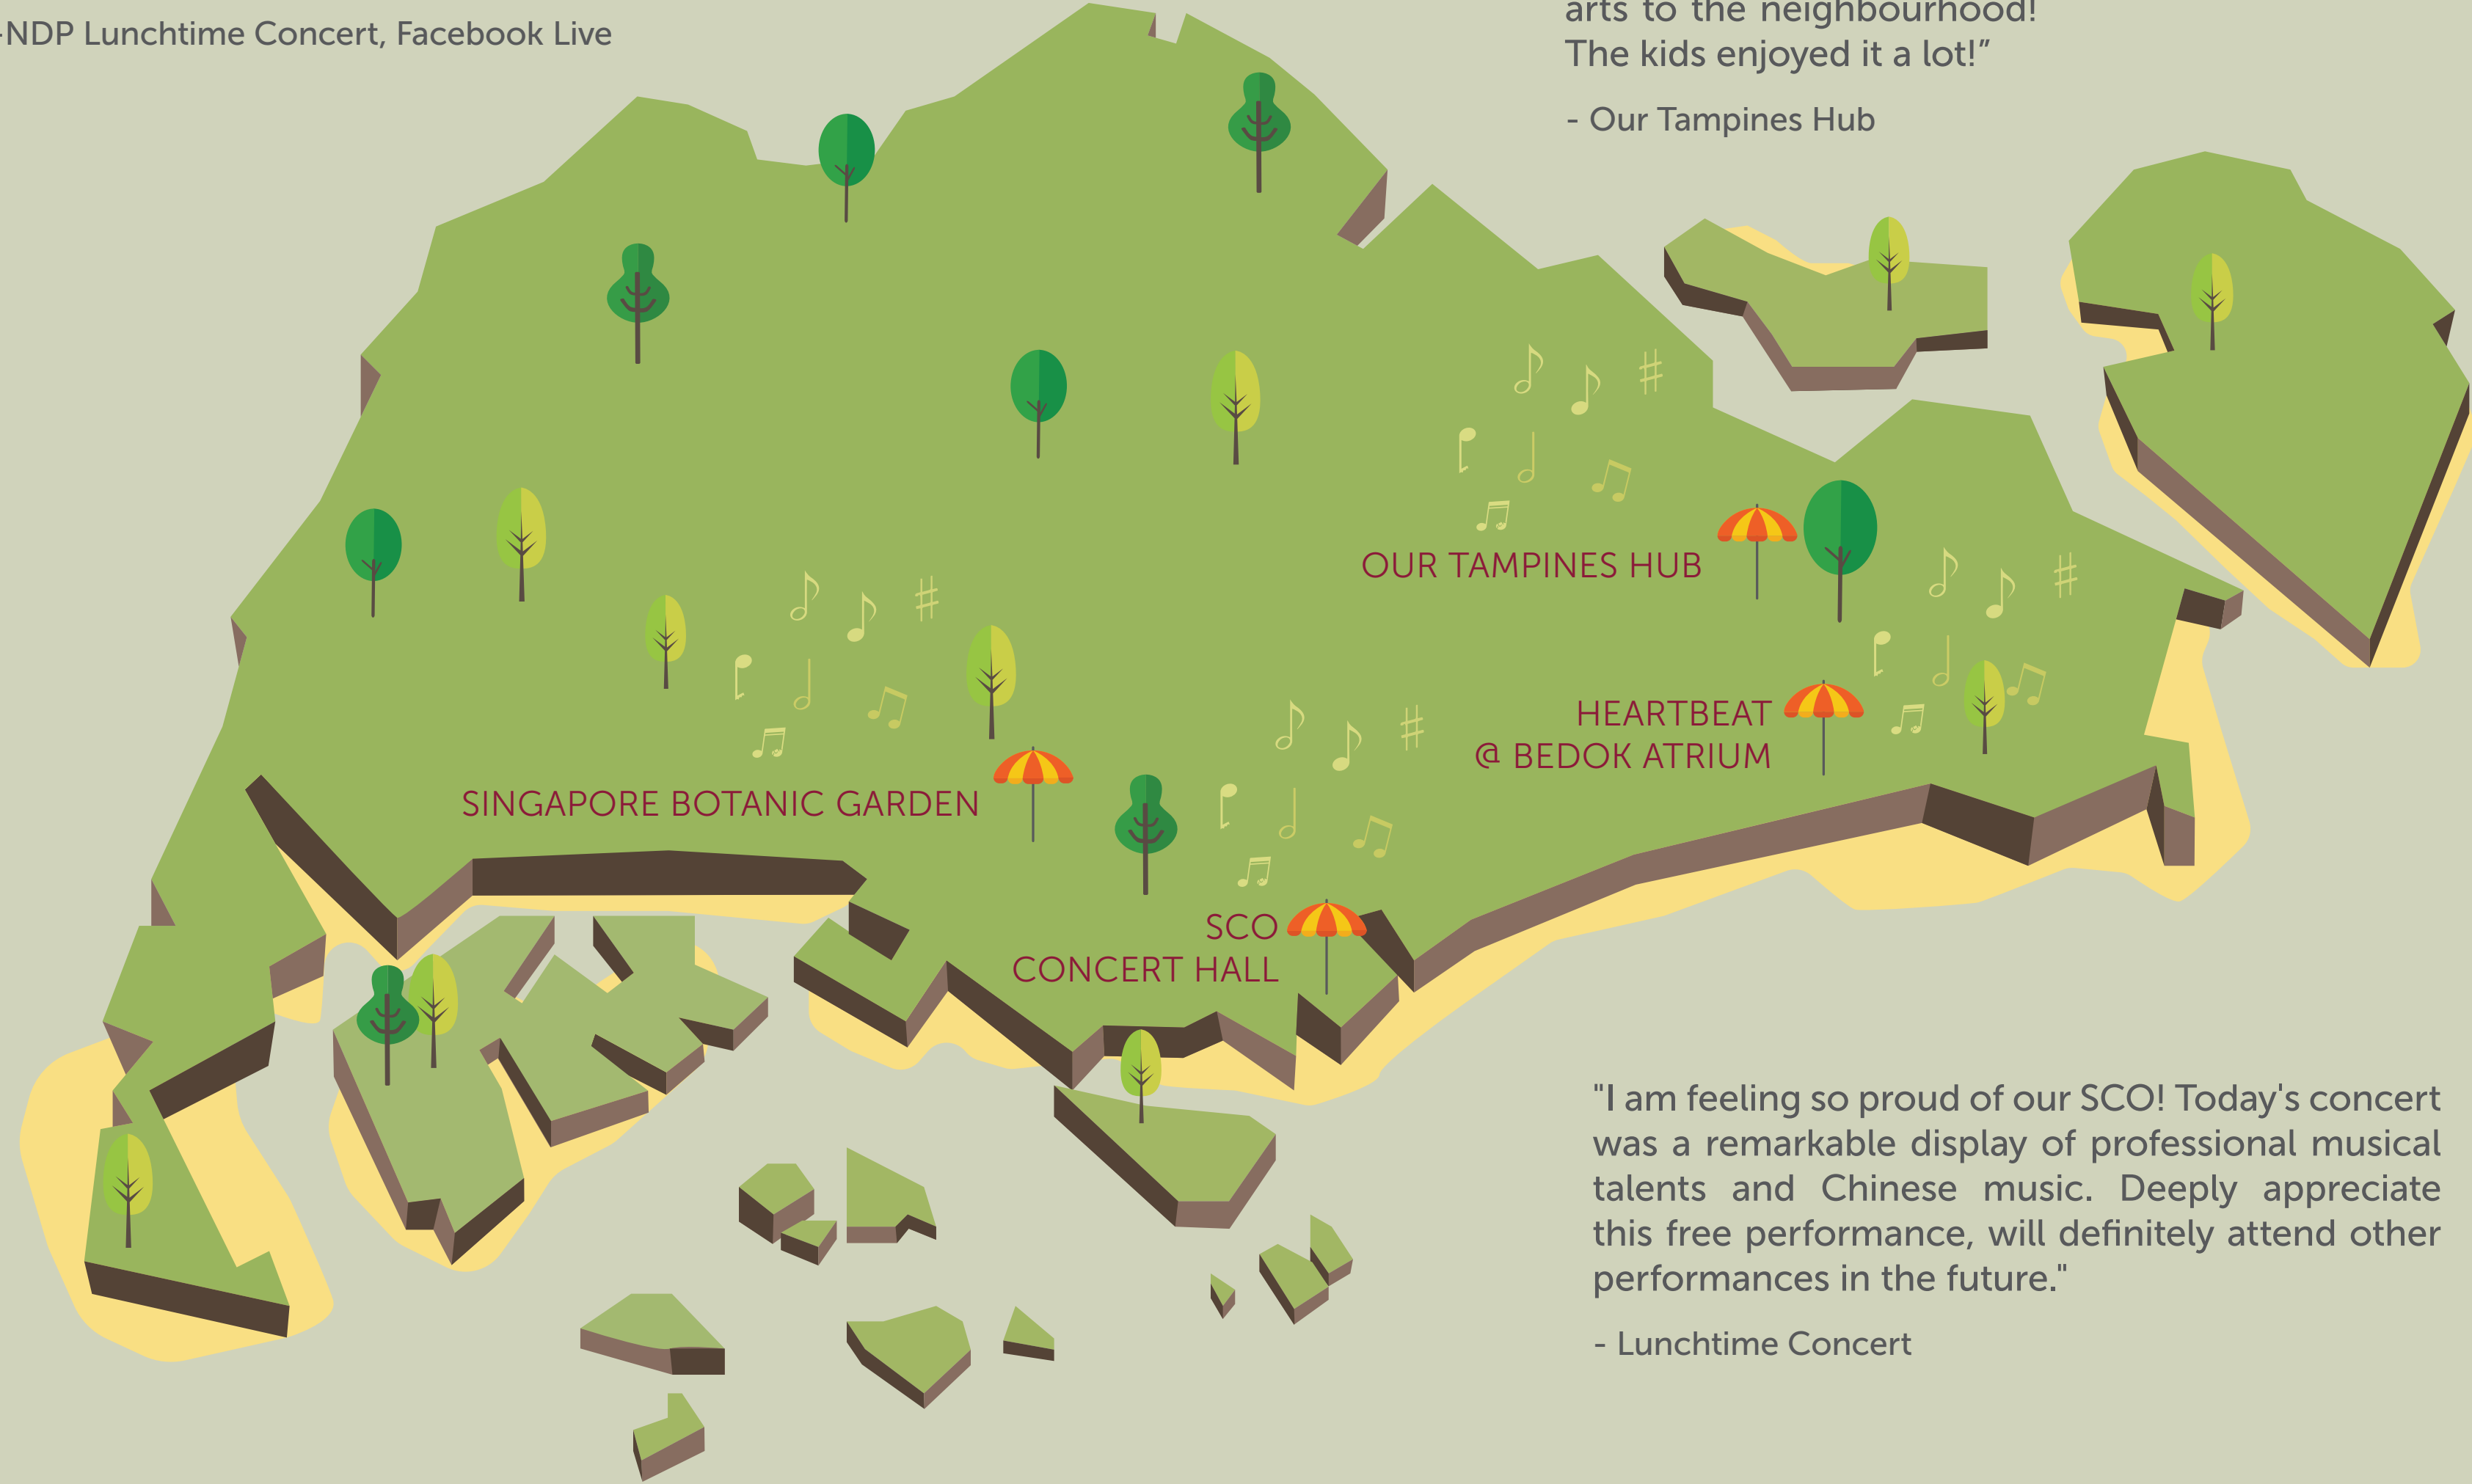 -NDP Lunchtime Concert, Facebook Live
arts to the neighbourhood!
The kids enjoyed it a lot!”
- Our Tampines Hub
OUR TAMPINES HUB
HEARTBEAT
@ BEDOK ATRIUM
SINGAPORE BOTANIC GARDEN
SCO
CONCERT HALL
"I am feeling so proud of our SCO! Today's concert
was a remarkable display of professional musical
talents and Chinese music. Deeply appreciate
this free performance, will definitely attend other
performances in the future."
- Lunchtime Concert